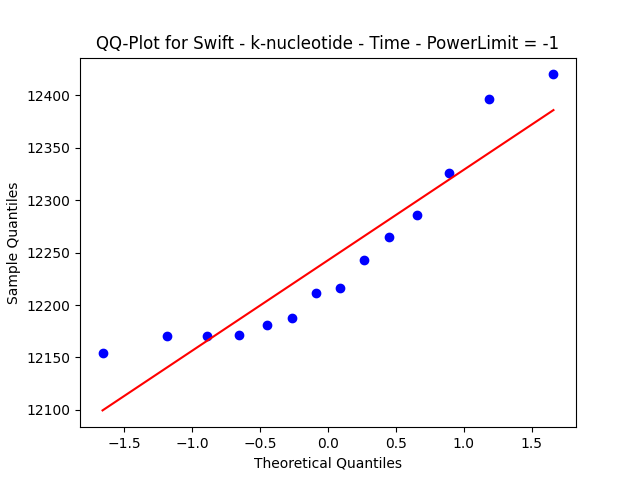 QQ-Plot for Swift - k-nucleotide - Time - PowerLimit = -1
Sample Quantiles
12400
12350
12300
12250
12200
12150
12100
−1.5 −1.0 −0.5 0.0 0.5 1.0 1.5
Theoretical Quantiles